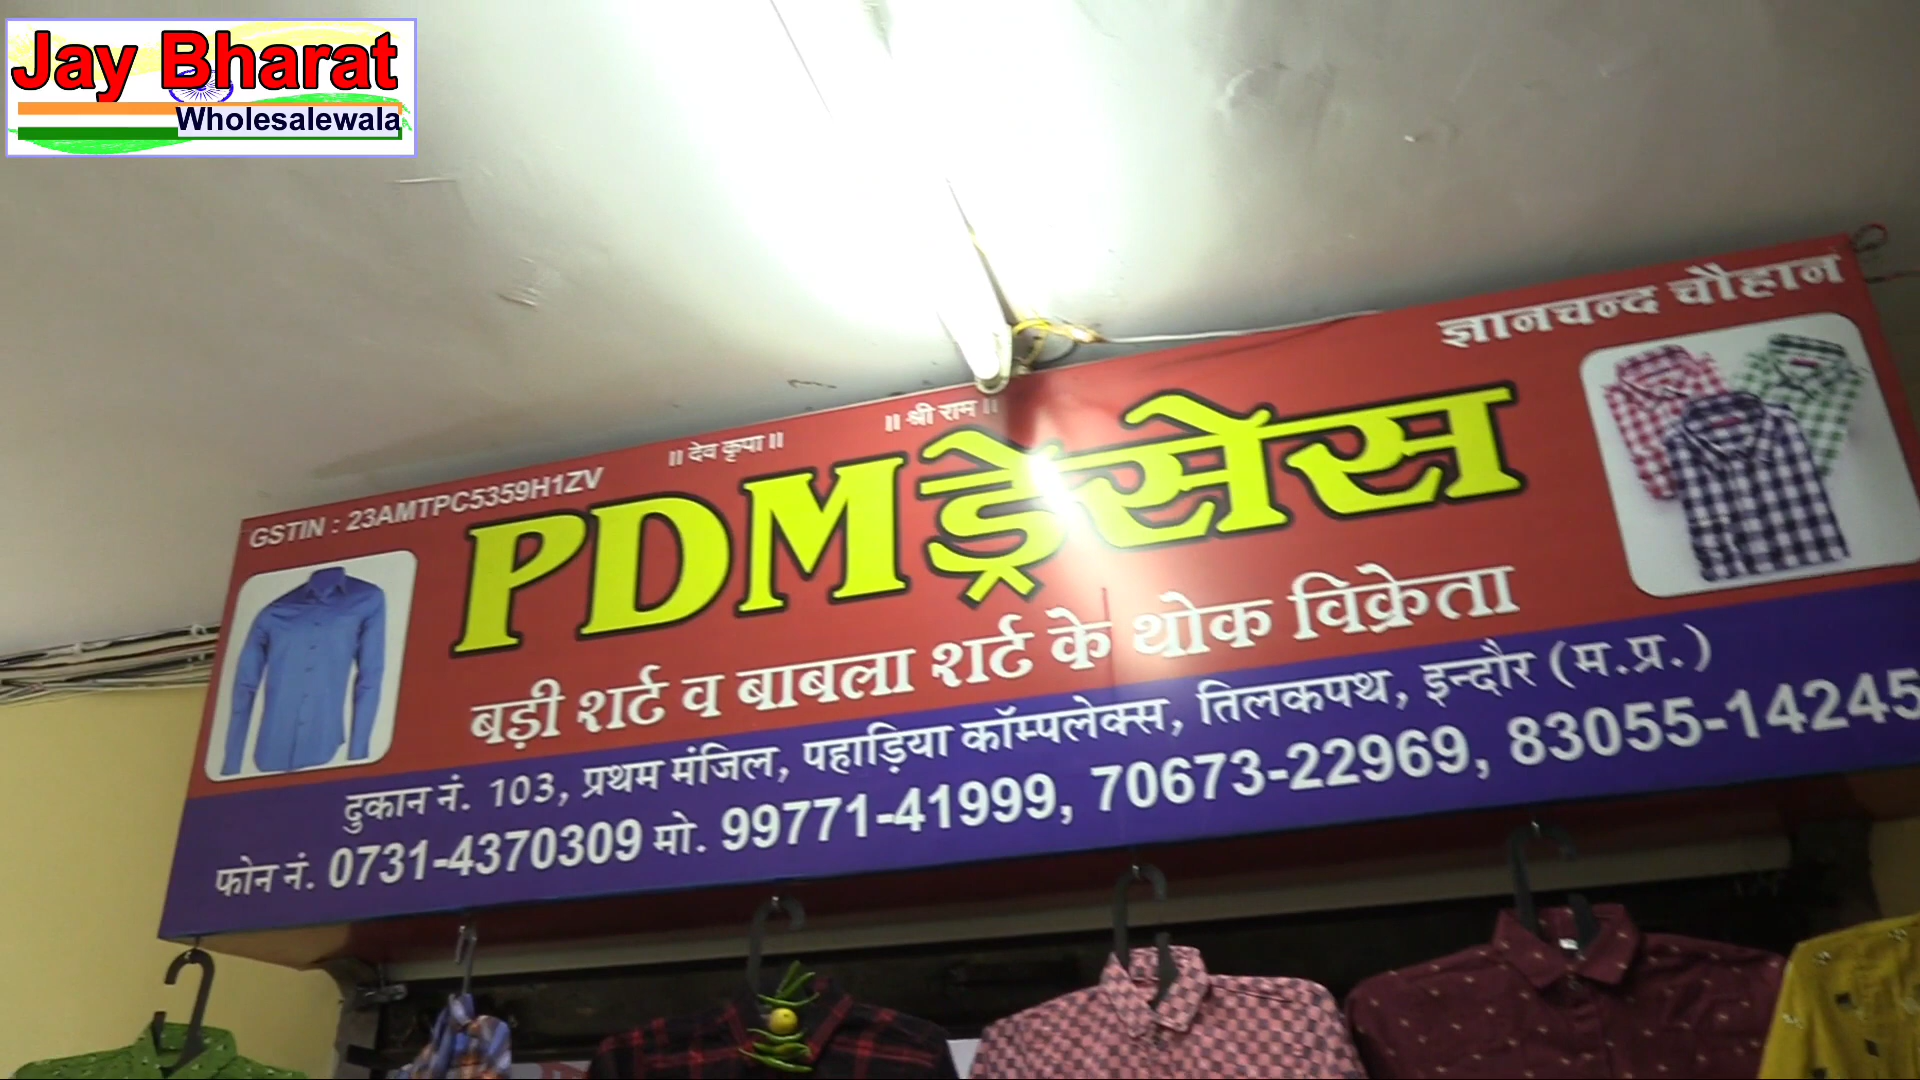 Jay Bharat
Wholesalewala
ज्ञानचन्द चौहान
॥ श्री राम ॥
॥ देव कृपा ॥
GSTIN : 23AMTPC5359H1ZV
PDM ड्रेसेस
बड़ी शर्ट व बाबला शर्ट के थोक विक्रेता
दुकान नं. 103, प्रथम मंजिल, पहाड़िया कॉम्पलेक्स, तिलकपथ, इन्दौर (म.प्र.)
फोन नं. 0731-4370309 मो. 99771-41999, 70673-22969, 83055-14245